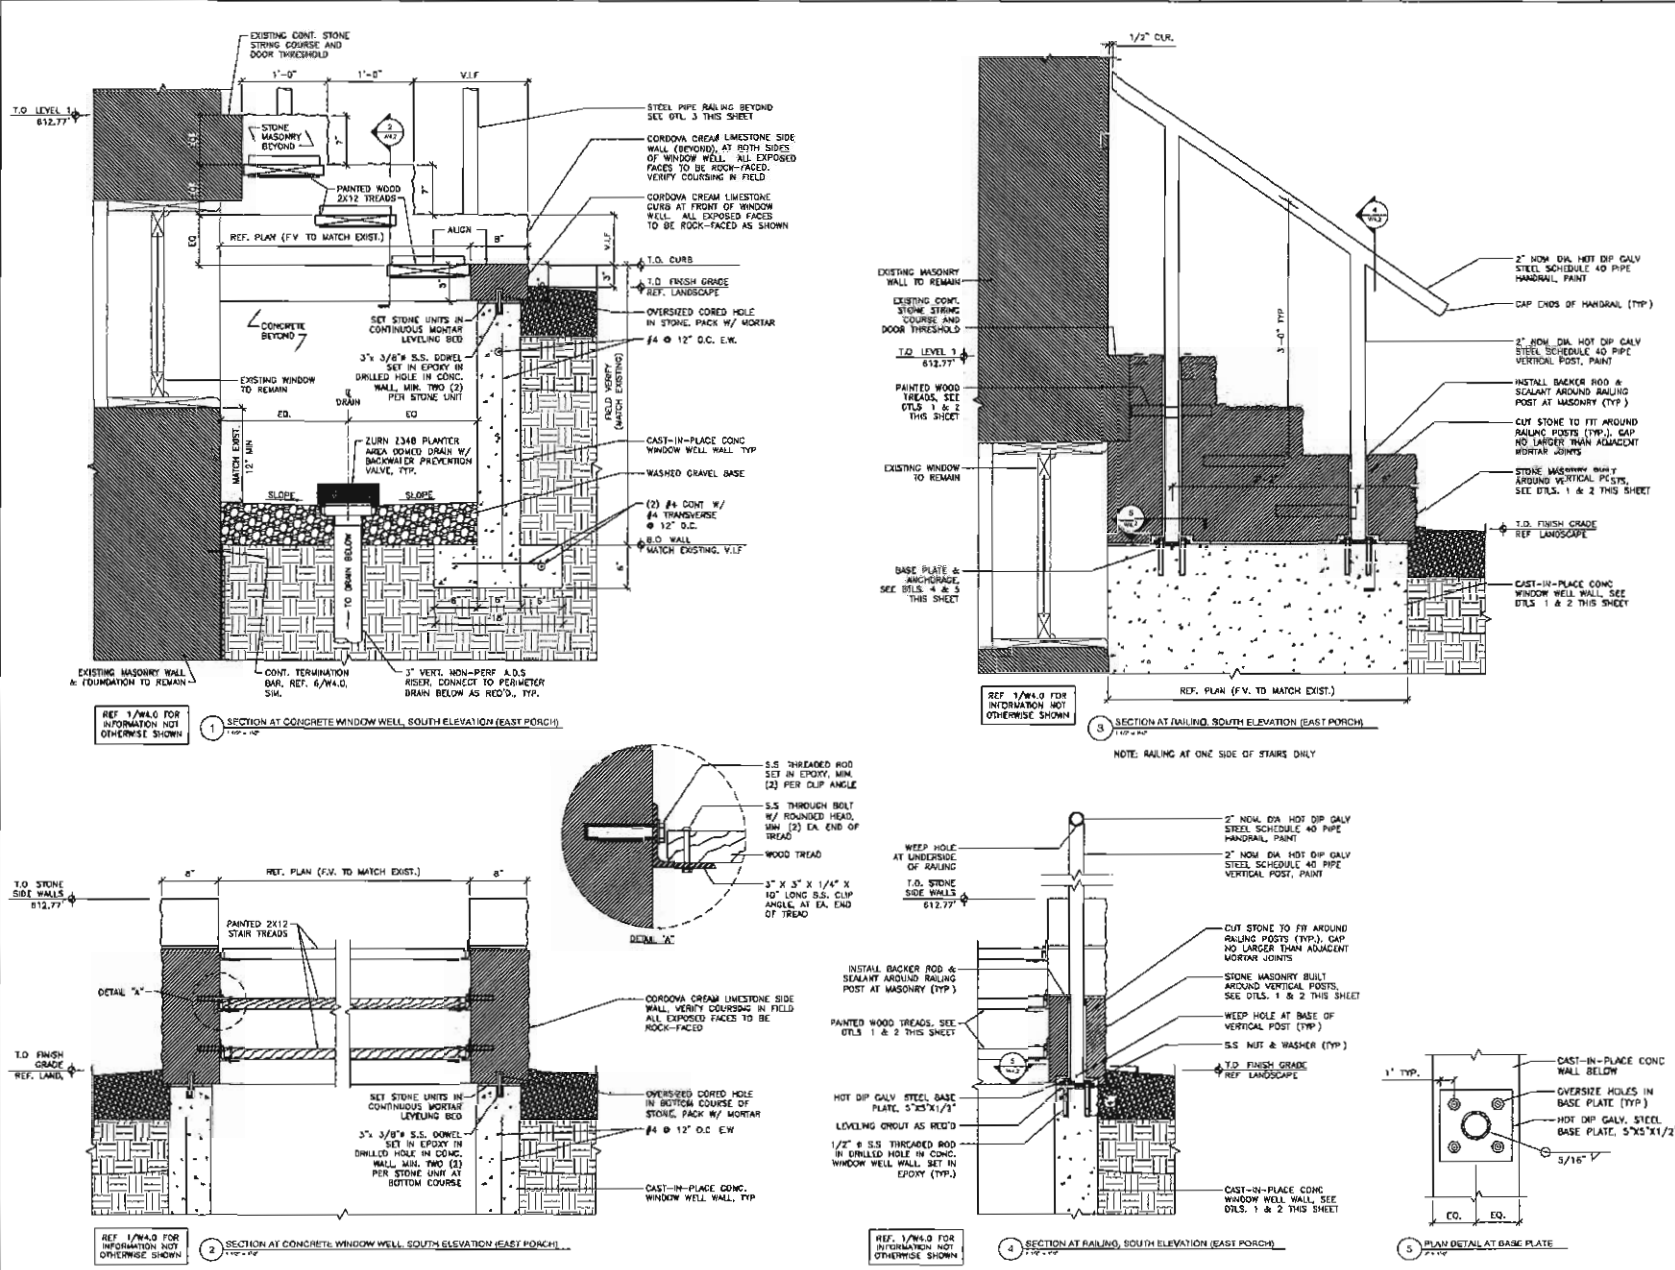 EXISTING CONT. STONE
STRING COURSE AND
DOOR THRESHOLD
1'-0"
1'-0"
V.I.F
T.O LEVEL 1
612.77'
STONE
MASONRY
BEYOND
7"
2
W4.2
STEEL PIPE RAILING BEYOND
SEE DTL. 3 THIS SHEET
CORDOVA CREAM LIMESTONE SIDE
WALL (BEYOND), AT BOTH SIDES
OF WINDOW WELL. ALL EXPOSED
FACES TO BE ROCK-FACED.
VERIFY COURSING IN FIELD
PAINTED WOOD
2X12 TREADS
7"
CORDOVA CREAM LIMESTONE
CURB AT FRONT OF WINDOW
WELL. ALL EXPOSED FACES
TO BE ROCK-FACED AS SHOWN
EQ
REF. PLAN (F.V. TO MATCH EXIST.)
ALIGN
8"
V.I.F
T.O. CURB
3"
T.O FINISH GRADE
REF. LANDSCAPE
5"
CONCRETE
BEYOND
SET STONE UNITS IN
CONTINUOUS MORTAR
LEVELING BED
OVERSIZED CORED HOLE
IN STONE, PACK W/ MORTAR
#4 @ 12" O.C. E.W.
3"x 3/8"ø S.S. DOWEL
SET IN EPOXY IN
DRILLED HOLE IN CONC.
WALL, MIN. TWO (2)
PER STONE UNIT
FIELD VERIFY
(MATCH EXISTING)
EXISTING WINDOW
TO REMAIN
DRAIN
EQ.
EQ
MATCH EXIST.
12" MIN
ZURN Z348 PLANTER
AREA DOMED DRAIN W/
BACKWATER PREVENTION
VALVE, TYP.
CAST-IN-PLACE CONC
WINDOW WELL WALL TYP
WASHED GRAVEL BASE
SLOPE
SLOPE
(2) #4 CONT W/
#4 TRANSVERSE
@ 12" O.C.
B.O WALL
MATCH EXISTING, V.I.F
TO DRAIN BELOW
EXISTING MASONRY WALL
& FOUNDATION TO REMAIN
CONT. TERMINATION
BAR, REF. 6/W4.0,
SIM.
3" VERT. NON-PERF A.D.S
RISER, CONNECT TO PERIMETER
DRAIN BELOW AS REQ'D., TYP.
REF 1/W4.0 FOR
INFORMATION NOT
OTHERWISE SHOWN
1
SECTION AT CONCRETE WINDOW WELL, SOUTH ELEVATION (EAST PORCH)
1/2" CLR.
4
W4.2
EXISTING MASONRY
WALL TO REMAIN
EXISTING CONT.
STONE STRING
COURSE AND
DOOR THRESHOLD
T.O LEVEL 1
612.77'
PAINTED WOOD
TREADS, SEE
DTLS 1 & 2
THIS SHEET
EXISTING WINDOW
TO REMAIN
BASE PLATE &
ANCHORAGE,
SEE DTLS. 4 & 5
THIS SHEET
3'-0" TYP
5
W4.2
2" NOM DIA. HOT DIP GALV
STEEL SCHEDULE 40 PIPE
HANDRAIL, PAINT
CAP ENDS OF HANDRAIL (TYP)
2" NOM. DIA. HOT DIP GALV
STEEL SCHEDULE 40 PIPE
VERTICAL POST, PAINT
INSTALL BACKER ROD &
SEALANT AROUND RAILING
POST AT MASONRY (TYP)
CUT STONE TO FIT AROUND
RAILING POSTS (TYP.), GAP
NO LARGER THAN ADJACENT
MORTAR JOINTS
STONE MASONRY BUILT
AROUND VERTICAL POSTS,
SEE DTLS. 1 & 2 THIS SHEET
T.O. FINISH GRADE
REF LANDSCAPE
CAST-IN-PLACE CONC
WINDOW WELL WALL, SEE
DTLS 1 & 2 THIS SHEET
REF. PLAN (F.V. TO MATCH EXIST.)
REF 1/W4.0 FOR
INFORMATION NOT
OTHERWISE SHOWN
3
SECTION AT RAILING, SOUTH ELEVATION (EAST PORCH)
NOTE: RAILING AT ONE SIDE OF STAIRS ONLY
S.S THREADED ROD
SET IN EPOXY, MIN.
(2) PER CLIP ANGLE
S.S THROUGH BOLT
W/ ROUNDED HEAD,
MIN (2) EA. END OF
TREAD
WOOD TREAD
3" X 3" X 1/4" X
10" LONG S.S. CLIP
ANGLE, AT EA. END
OF TREAD
DETAIL "A"
8"
REF. PLAN (F.V. TO MATCH EXIST.)
8"
T.O STONE
SIDE WALLS
612.77'
PAINTED 2X12
STAIR TREADS
DETAIL "A"
CORDOVA CREAM LIMESTONE SIDE
WALL, VERIFY COURSING IN FIELD
ALL EXPOSED FACES TO BE
ROCK-FACED
T.O FINISH
GRADE
REF. LAND.
SET STONE UNITS IN
CONTINUOUS MORTAR
LEVELING BED
OVERSIZED CORED HOLE
IN BOTTOM COURSE OF
STONE, PACK W/ MORTAR
#4 @ 12" O.C E.W
3"x 3/8"ø S.S. DOWEL
SET IN EPOXY IN
DRILLED HOLE IN CONC.
WALL, MIN. TWO (2)
PER STONE UNIT AT
BOTTOM COURSE
CAST-IN-PLACE CONC.
WINDOW WELL WALL, TYP
REF 1/W4.0 FOR
INFORMATION NOT
OTHERWISE SHOWN
2
SECTION AT CONCRETE WINDOW WELL, SOUTH ELEVATION (EAST PORCH)
WEEP HOLE
AT UNDERSIDE
OF RAILING
T.O. STONE
SIDE WALLS
612.77'
2" NOM. DIA HOT DIP GALV
STEEL SCHEDULE 40 PIPE
HANDRAIL, PAINT
2" NOM DIA HOT DIP GALV
STEEL SCHEDULE 40 PIPE
VERTICAL POST, PAINT
INSTALL BACKER ROD &
SEALANT AROUND RAILING
POST AT MASONRY (TYP)
PAINTED WOOD TREADS, SEE
DTLS 1 & 2 THIS SHEET
5
W4.2
HOT DIP GALV STEEL BASE
PLATE, 5"X5"X1/2"
LEVELING GROUT AS REQ'D
1/2" ø S.S THREADED ROD
IN DRILLED HOLE IN CONC.
WINDOW WELL WALL, SET IN
EPOXY (TYP.)
CUT STONE TO FIT AROUND
RAILING POSTS (TYP.), GAP
NO LARGER THAN ADJACENT
MORTAR JOINTS
STONE MASONRY BUILT
AROUND VERTICAL POSTS,
SEE DTLS. 1 & 2 THIS SHEET
WEEP HOLE AT BASE OF
VERTICAL POST (TYP)
S.S NUT & WASHER (TYP)
T.O FINISH GRADE
REF LANDSCAPE
CAST-IN-PLACE CONC
WINDOW WELL WALL, SEE
DTLS. 1 & 2 THIS SHEET
REF. 1/W4.0 FOR
INFORMATION NOT
OTHERWISE SHOWN
4
SECTION AT RAILING, SOUTH ELEVATION (EAST PORCH)
1" TYP.
CAST-IN-PLACE CONC
WALL BELOW
OVERSIZE HOLES IN
BASE PLATE (TYP)
HOT DIP GALV. STEEL
BASE PLATE, 5"X5"X1/2
3/16"
EQ.
EQ.
5
PLAN DETAIL AT BASE PLATE